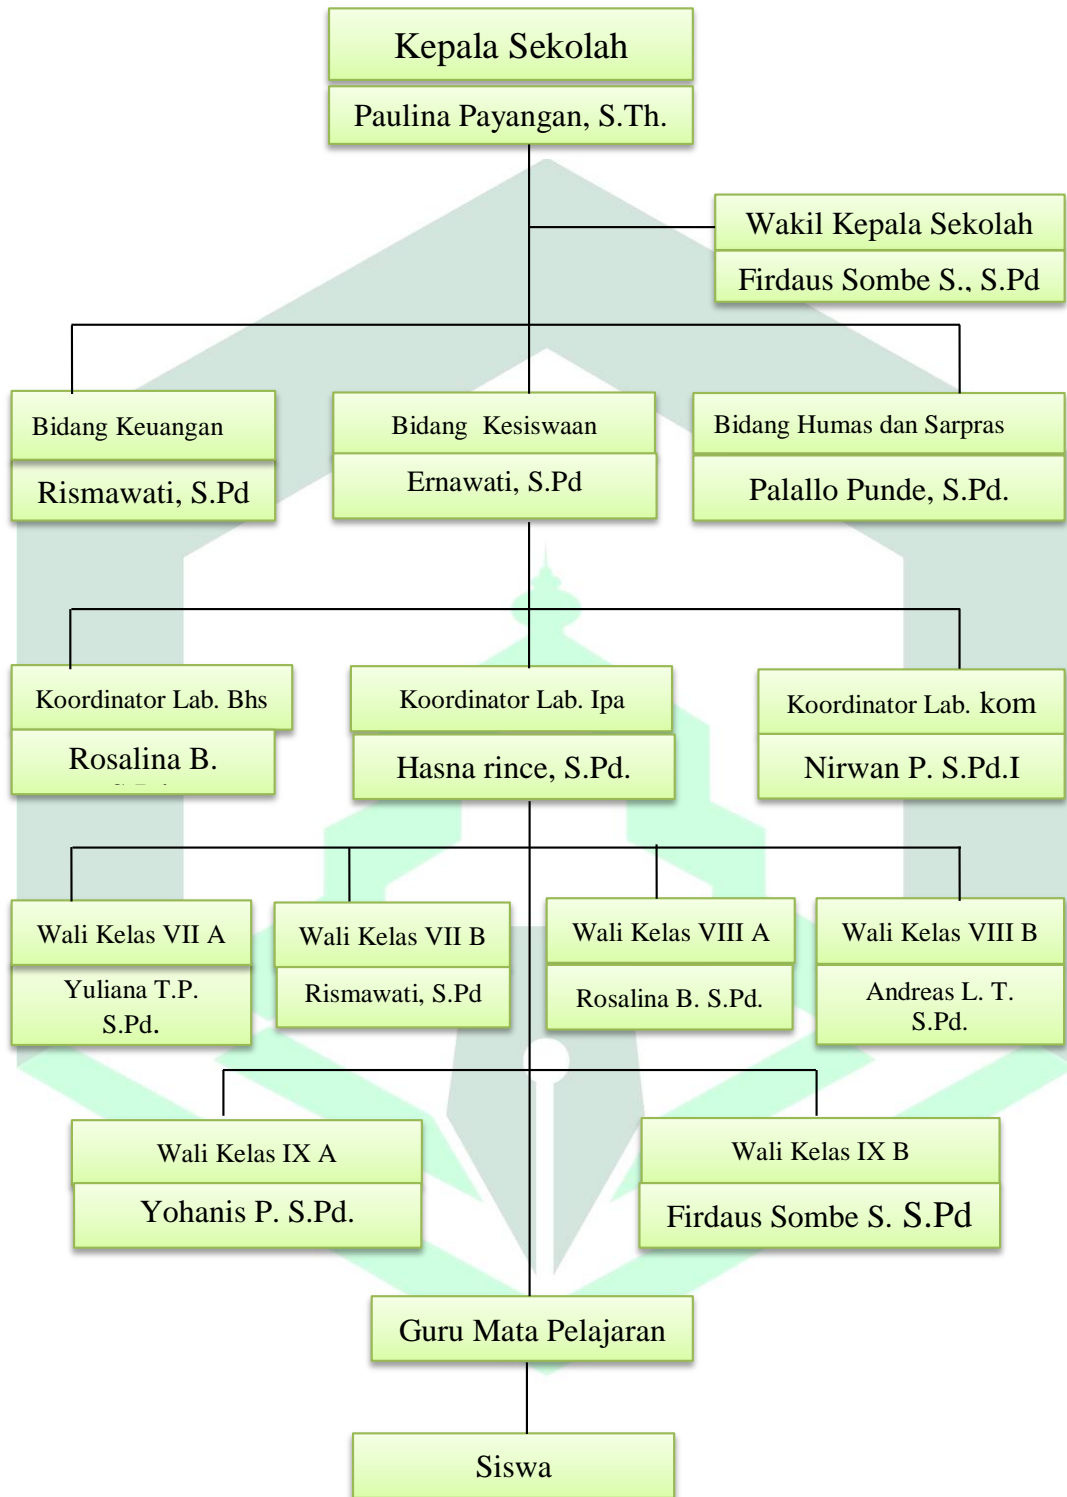 Kepala Sekolah
Paulina Payangan, S.Th.
Wakil Kepala Sekolah
Firdaus Sombe S., S.Pd
Bidang Keuangan
Rismawati, S.Pd
Bidang Kesiswaan
Ernawati, S.Pd
Bidang Humas dan Sarpras
Palallo Punde, S.Pd.
Koordinator Lab. Bhs
Rosalina B.
Koordinator Lab. Ipa
Hasna rince, S.Pd.
Koordinator Lab. kom
Nirwan P. S.Pd.I
Wali Kelas VII A
Yuliana T.P.
S.Pd.
Wali Kelas VII B
Rismawati, S.Pd
Wali Kelas VIII A
Rosalina B. S.Pd.
Wali Kelas VIII B
Andreas L. T.
S.Pd.
Wali Kelas IX A
Yohanis P. S.Pd.
Wali Kelas IX B
Firdaus Sombe S. S.Pd
Guru Mata Pelajaran
Siswa